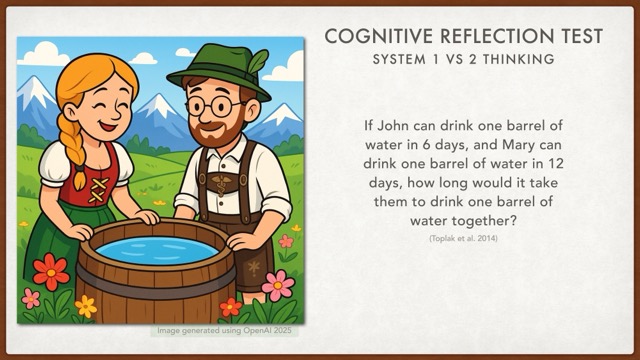 COGNITIVE REFLECTION TEST
SYSTEM 1 VS 2 THINKING
If John can drink one barrel of
water in 6 days, and Mary can
drink one barrel of water in 12
days, how long would it take
them to drink one barrel of
water together?
(Toplak et al. 2014)
Image generated using OpenAI 2025